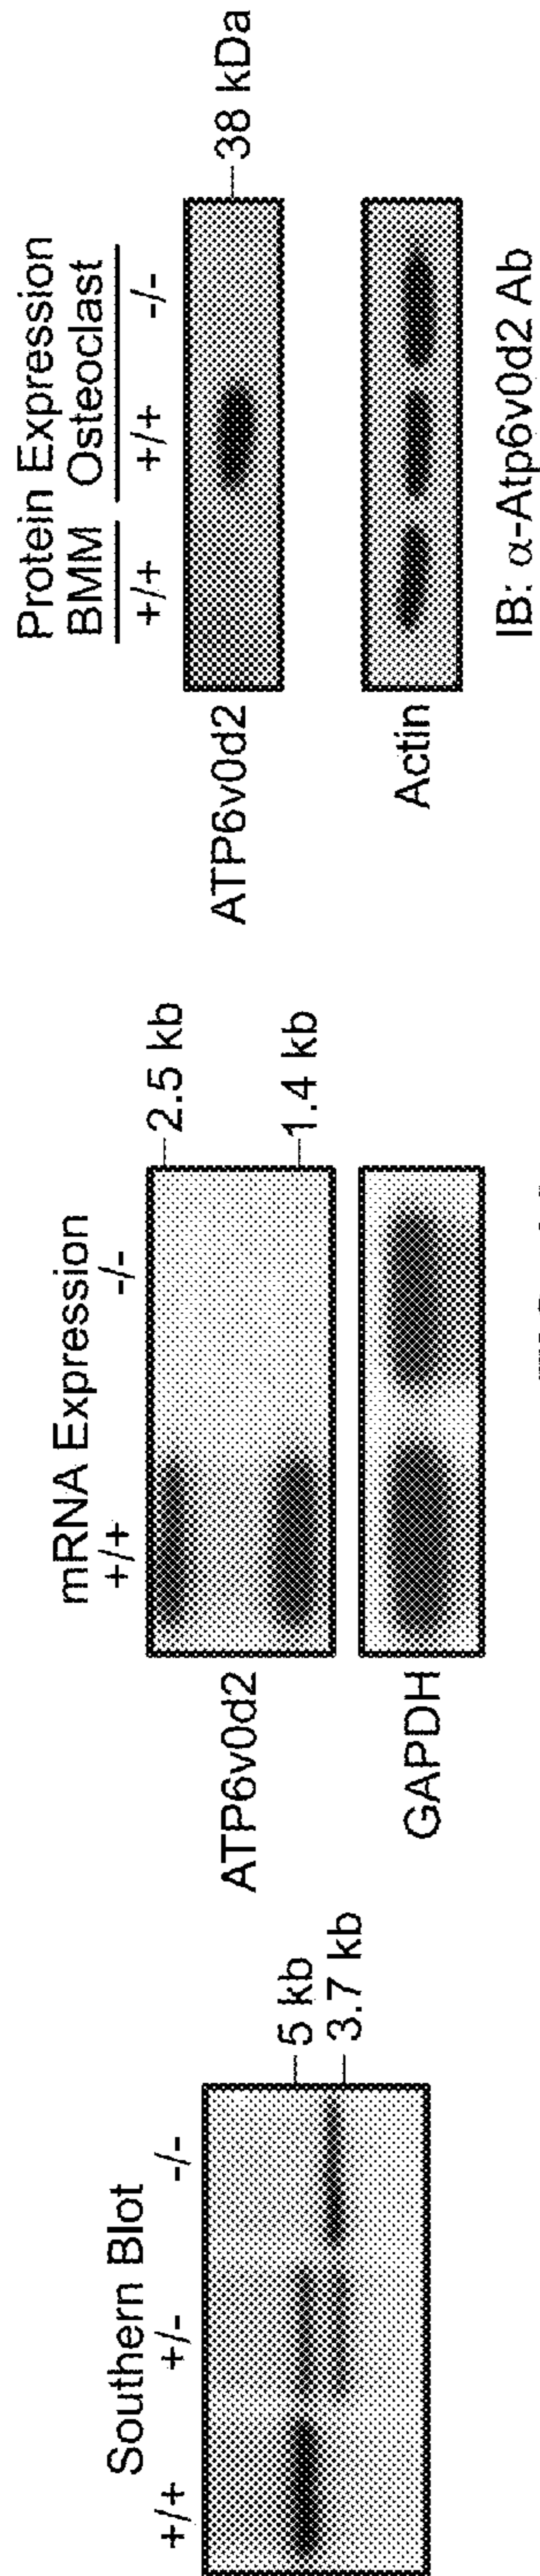 Southern Blot
+/+ +/- -/-
5 kb
3.7 kb
mRNA Expression
+/+ -/-
ATP6v0d2
2.5 kb
1.4 kb
GAPDH
Protein Expression
BMM Osteoclast
+/+ +/+ -/-
ATP6v0d2
38 kDa
Actin
IB: α-Atp6v0d2 Ab